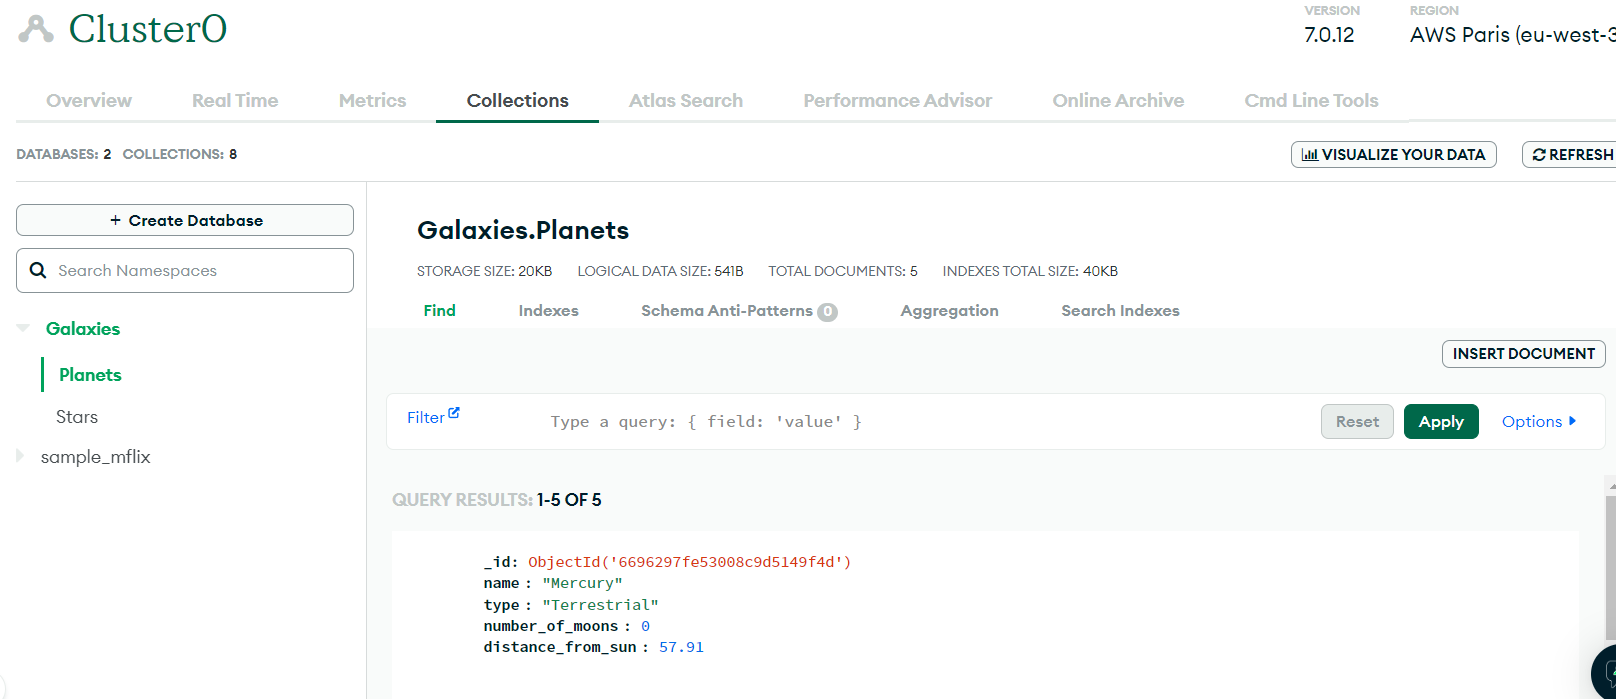 Cluster0
VERSION
7.0.12
REGION
AWS Paris (eu-west-3
Overview
Real Time
Metrics
Collections
Atlas Search
Performance Advisor
Online Archive
Cmd Line Tools
DATABASES: 2 COLLECTIONS: 8
VISUALIZE YOUR DATA
REFRESH
+ Create Database
Search Namespaces
Galaxies
Planets
Stars
sample_mflix
Galaxies.Planets
STORAGE SIZE: 20KB LOGICAL DATA SIZE: 541B TOTAL DOCUMENTS: 5 INDEXES TOTAL SIZE: 40KB
Find
Indexes
Schema Anti-Patterns 0
Aggregation
Search Indexes
INSERT DOCUMENT
Filter
Type a query: { field: 'value' }
Reset
Apply
Options
QUERY RESULTS: 1-5 OF 5
_id: ObjectId('6696297fe53008c9d5149f4d')
name : "Mercury"
type : "Terrestrial"
number_of_moons : 0
distance_from_sun : 57.91